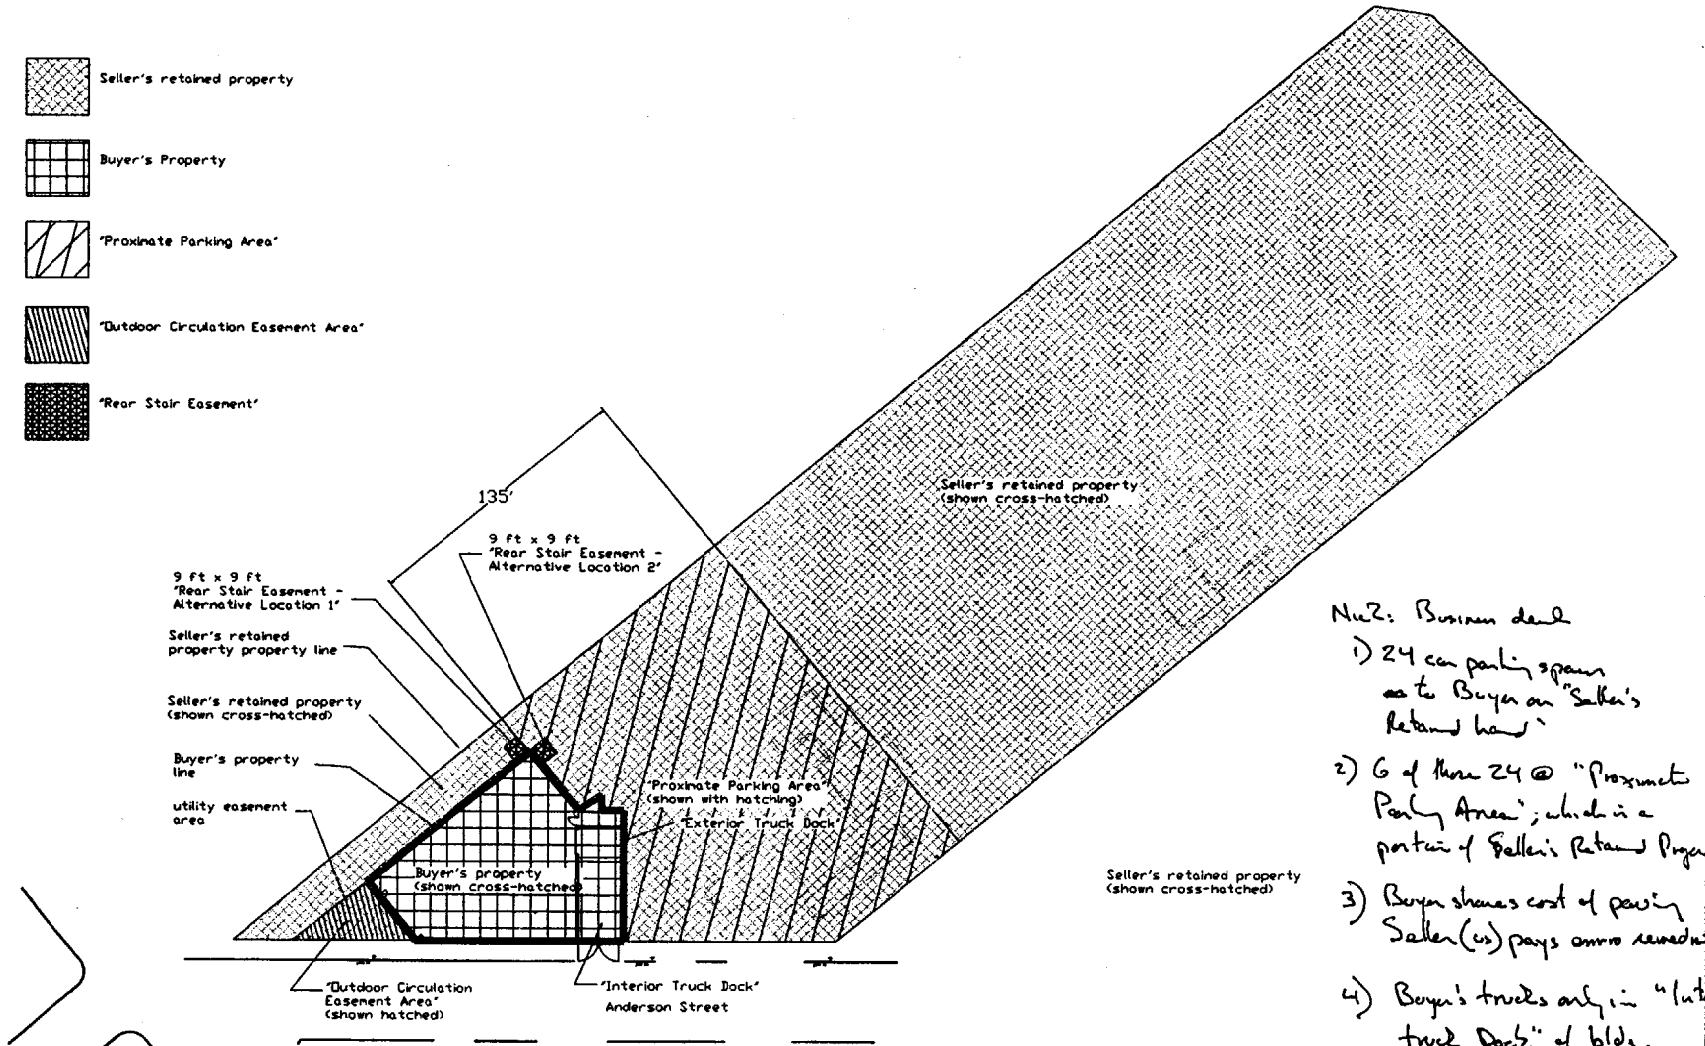 Seller's retained property
Buyer's Property
"Proximate Parking Area"
"Outdoor Circulation Easement Area"
"Rear Stair Easement"
135'
9 ft x 9 ft
"Rear Stair Easement -
Alternative Location 2"
9 ft x 9 ft
"Rear Stair Easement -
Alternative Location 1"
Seller's retained
property property line
Seller's retained property
(shown cross-hatched)
Buyer's property
line
utility easement
area
Seller's retained property
(shown cross-hatched)
"Proximate Parking Area"
(shown with hatching)
"Exterior Truck Dock"
Buyer's property
(shown cross-hatched)
Seller's retained property
(shown cross-hatched)
"Outdoor Circulation
Easement Area"
(shown hatched)
"Interior Truck Dock"
Anderson Street
Business deal
1) 24 car parking spaces
to Buyer on "Seller's
Retained land"
2) 6 of those 24 @ "Proximate
Parking Area"; which is a
portion of Seller's Retained
3) Buyer shares cost of paving
Seller (us) pays
4) Buyer's trucks only in
truck Dock" of bldg.